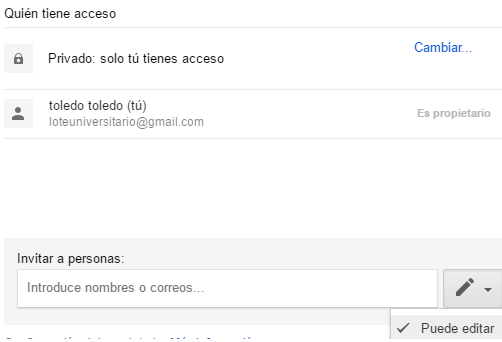 Quién tiene acceso
Privado: solo tú tienes acceso
Cambiar...
toledo toledo (tú)
loteuniversitario@gmail.com
Es propietario
Invitar a personas:
Introduce nombres o correos...
Puede editar